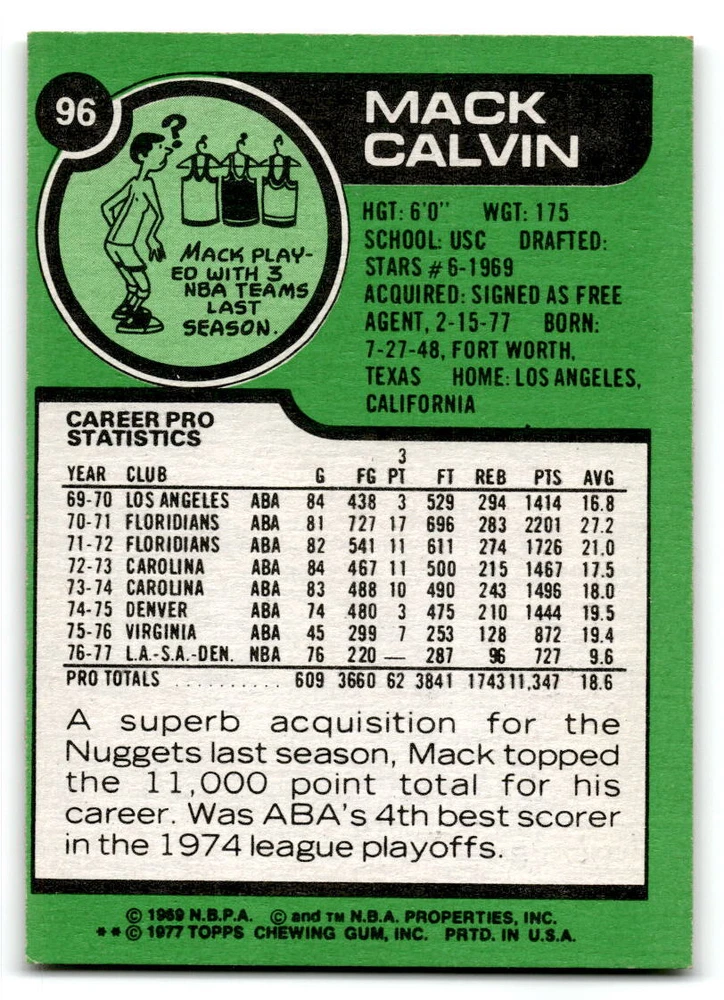 96
MACK
CALVIN
?
MACK PLAY-
ED WITH 3
NBA TEAMS
LAST
SEASON.
HGT: 6'0" WGT: 175
SCHOOL: USC DRAFTED:
STARS #6-1969
ACQUIRED: SIGNED AS FREE
AGENT, 2-15-77 BORN:
7-27-48, FORT WORTH,
TEXAS HOME: LOS ANGELES,
CALIFORNIA
CAREER PRO
STATISTICS
3
YEAR CLUB G FG PT FT REB PTS AVG
69-70 LOS ANGELES ABA 84 438 3 529 294 1414 16.8
70-71 FLORIDIANS ABA 81 727 17 696 283 2201 27.2
71-72 FLORIDIANS ABA 82 541 11 611 274 1726 21.0
72-73 CAROLINA ABA 84 467 11 500 215 1467 17.5
73-74 CAROLINA ABA 83 488 10 490 243 1496 18.0
74-75 DENVER ABA 74 480 3 475 210 1444 19.5
75-76 VIRGINIA ABA 45 299 7 253 128 872 19.4
76-77 L.A.-S.A.-DEN. NBA 76 220 — 287 96 727 9.6
PRO TOTALS .......... 609 3660 62 3841 1743 11,347 18.6
A superb acquisition for the
Nuggets last season, Mack topped
the 11,000 point total for his
career. Was ABA's 4th best scorer
in the 1974 league playoffs.
© 1969 N.B.P.A. © and TM N.B.A. PROPERTIES, INC.
**© 1977 TOPPS CHEWING GUM, INC. PRTD. IN U.S.A.